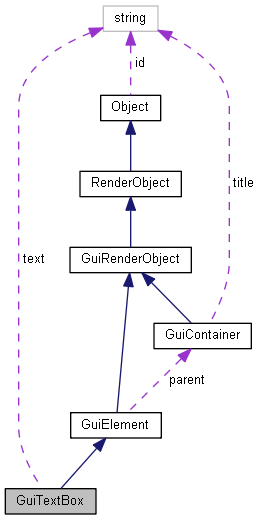 string
id
Object
RenderObject
title
GuiRenderObject
text
GuiContainer
parent
GuiElement
GuiTextBox